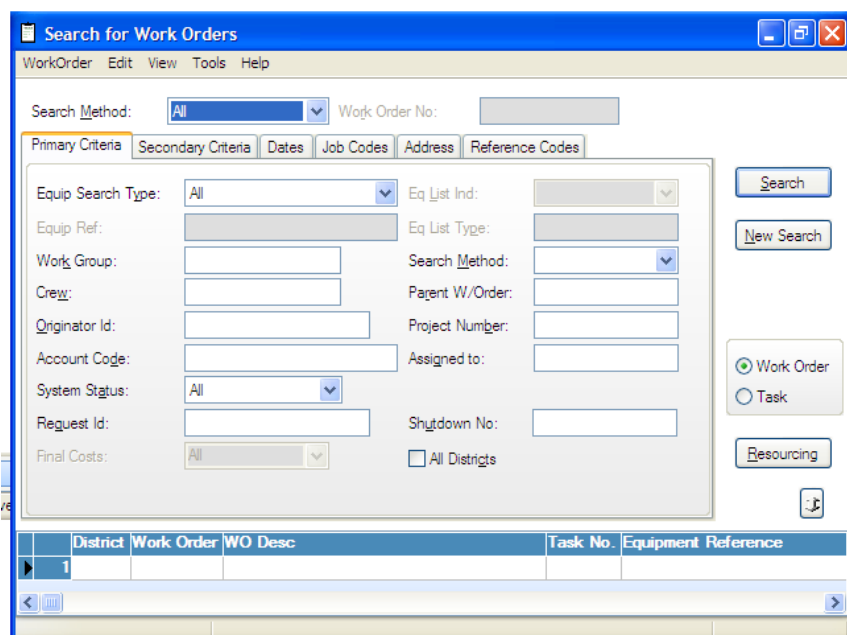 Search for Work Orders
WorkOrder Edit View Tools Help
Search Method: All Work Order No:
Primary Criteria Secondary Criteria Dates Job Codes Address Reference Codes
Equip Search Type: All Eq List Ind:
Equip Ref: Eq List Type:
Work Group: Search Method:
Crew: Parent W/Order:
Originator Id: Project Number:
Account Code: Assigned to:
System Status: All
Request Id: Shutdown No:
Final Costs: All All Districts
Search
New Search
Work Order
Task
Resourcing
District Work Order WO Desc Task No. Equipment Reference
1